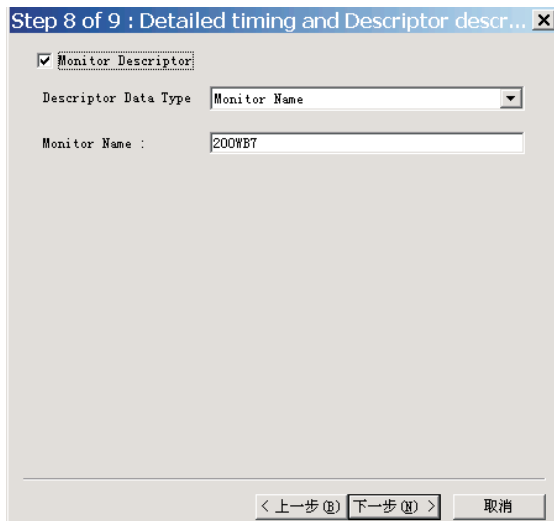 Step 8 of 9 : Detailed timing and Descriptor descr...
Monitor Descriptor
Descriptor Data Type Monitor Name
Monitor Name : 200WB7
< 上一步(B) 下一步(N) > 取消